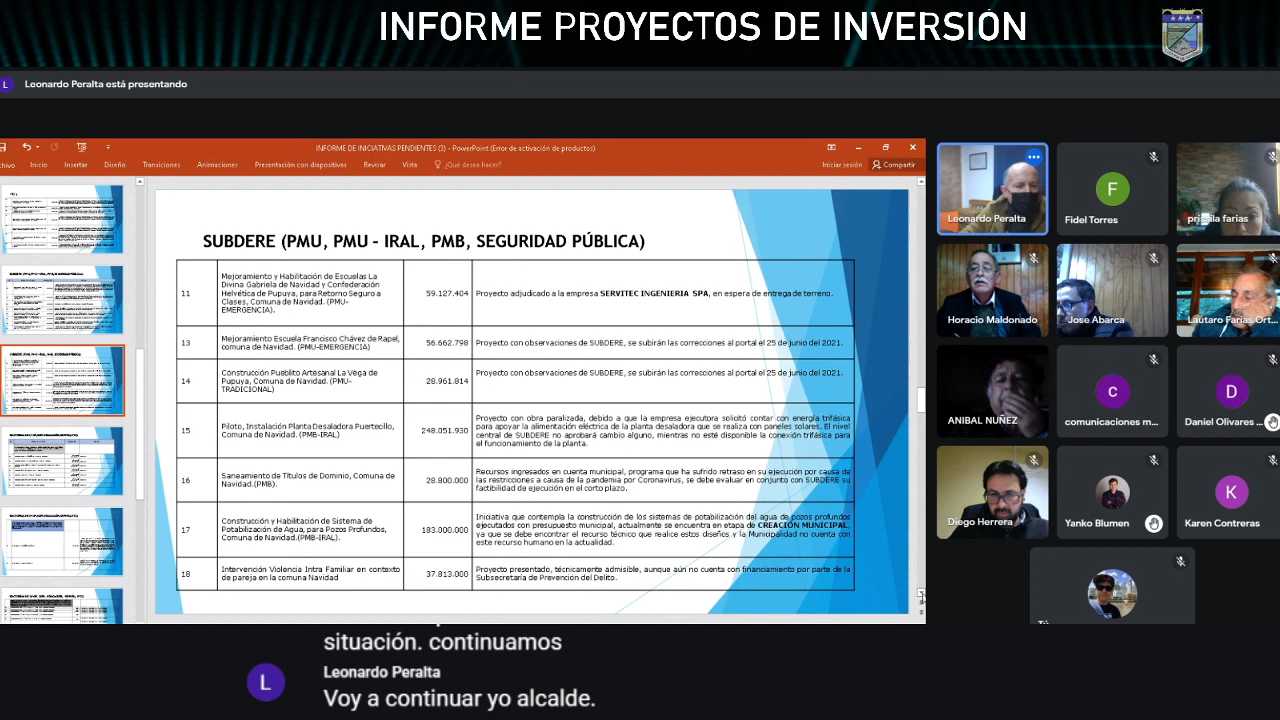 INFORME PROYECTOS DE INVERSIÓN
L
Leonardo Peralta está presentando
INFORME DE INICIATIVAS PENDIENTES (3) - PowerPoint (Error de activación de productos)
Inicio Insertar Diseño Transiciones Animaciones Presentación con diapositivas Revisar Vista ¿Qué desea hacer? Iniciar sesión Compartir
SUBDERE (PMU, PMU – IRAL, PMB, SEGURIDAD PÚBLICA)
11
Mejoramiento y Habilitación de Escuelas La
Divina Gabriela de Navidad y Confederación
Helvética de Pupuya, para Retorno Seguro a
Clases, Comuna de Navidad. (PMU-
EMERGENCIA).
59.127.404
Proyecto adjudicado a la empresa SERVITEC INGENIERIA SPA, en espera de entrega de terreno.
13
Mejoramiento Escuela Francisco Chávez de Rapel,
comuna de Navidad. (PMU-EMERGENCIA)
56.662.798
Proyecto con observaciones de SUBDERE, se subirán las correcciones al portal el 25 de junio del 2021.
14
Construcción Pueblito Artesanal La Vega de
Pupuya, Comuna de Navidad. (PMU-
TRADICIONAL)
28.961.814
Proyecto con observaciones de SUBDERE, se subirán las correcciones al portal el 25 de junio del 2021.
15
Piloto, Instalación Planta Desaladora Puertecillo,
Comuna de Navidad. (PMB-IRAL)
248.051.930
Proyecto con obra paralizada, debido a que la empresa ejecutora solicitó contar con energía trifásica
para apoyar la alimentación eléctrica de la planta desaladora que se realiza con paneles solares. El nivel
central de SUBDERE no aprobará cambio alguno, mientras no esté disponible la conexión trifásica para
el funcionamiento de la planta.
16
Saneamiento de Títulos de Dominio, Comuna de
Navidad.(PMB).
28.800.000
Recursos ingresados en cuenta municipal, programa que ha sufrido retraso en su ejecución por causa de
las restricciones a causa de la pandemia por Coronavirus, se debe evaluar en conjunto con SUBDERE su
factibilidad de ejecución en el corto plazo.
17
Construcción y Habilitación de Sistema de
Potabilización de Agua, para Pozos Profundos,
Comuna de Navidad.(PMB-IRAL).
183.000.000
Iniciativa que contempla la construcción de los sistemas de potabilización del agua de pozos profundos
ejecutados con presupuesto municipal, actualmente se encuentra en etapa de CREACIÓN MUNICIPAL,
ya que se debe encontrar el recurso técnico que realice estos diseños y la Municipalidad no cuenta con
este recurso humano en la actualidad.
18
Intervención Violencia Intra Familiar en contexto
de pareja en la comuna Navidad
37.813.000
Proyecto presentado, técnicamente admisible, aunque aún no cuenta con financiamiento por parte de la
Subsecretaría de Prevención del Delito.
Leonardo Peralta
F
Fidel Torres
priscila farias
Horacio Maldonado
Jose Abarca
Lautaro Farias Ort...
ANIBAL NUÑEZ
c
comunicaciones m...
D
Daniel Olivares ...
Diego Herrera
Yanko Blumen
K
Karen Contreras
situación. continuamos
L
Leonardo Peralta
Voy a continuar yo alcalde.